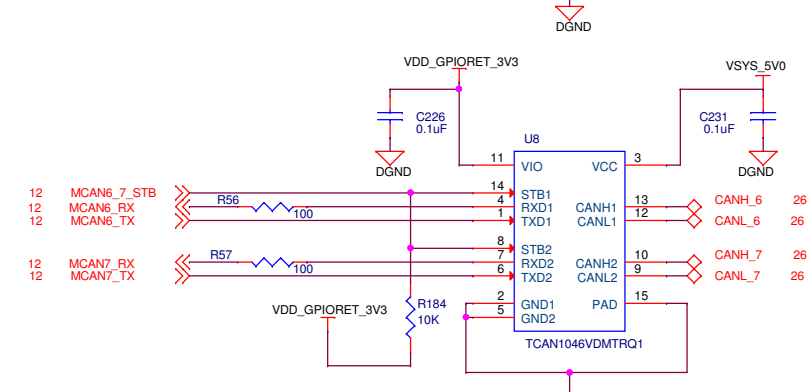 DGND
VDD_GPIORET_3V3
VSYS_5V0
C226
0.1uF
C231
0.1uF
U8
DGND
DGND
11 VIO VCC 3
12 MCAN6_7_STB 14 STB1
12 MCAN6_RX R56 100 4 RXD1 CANH1 13 CANH_6 26
12 MCAN6_TX 1 TXD1 CANL1 12 CANL_6 26
8 STB2
12 MCAN7_RX R57 100 7 RXD2 CANH2 10 CANH_7 26
12 MCAN7_TX 6 TXD2 CANL2 9 CANL_7 26
VDD_GPIORET_3V3
R184
10K
2 GND1 PAD 15
5 GND2
TCAN1046VDMTRQ1